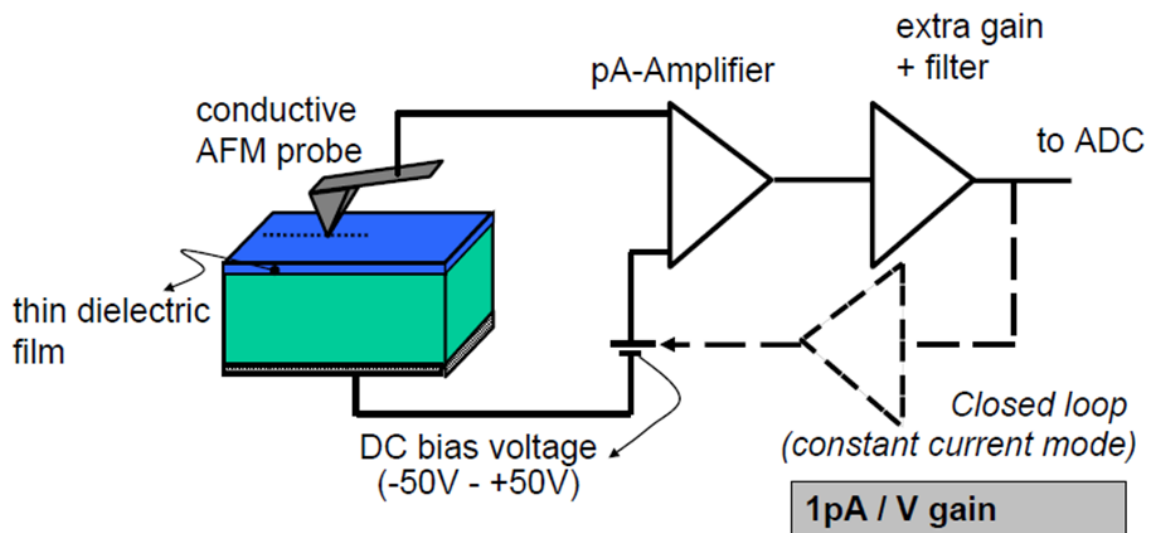 extra gain
+ filter
pA-Amplifier
conductive
AFM probe
to ADC
thin dielectric
film
DC bias voltage
(-50V - +50V)
Closed loop
(constant current mode)
1pA / V gain